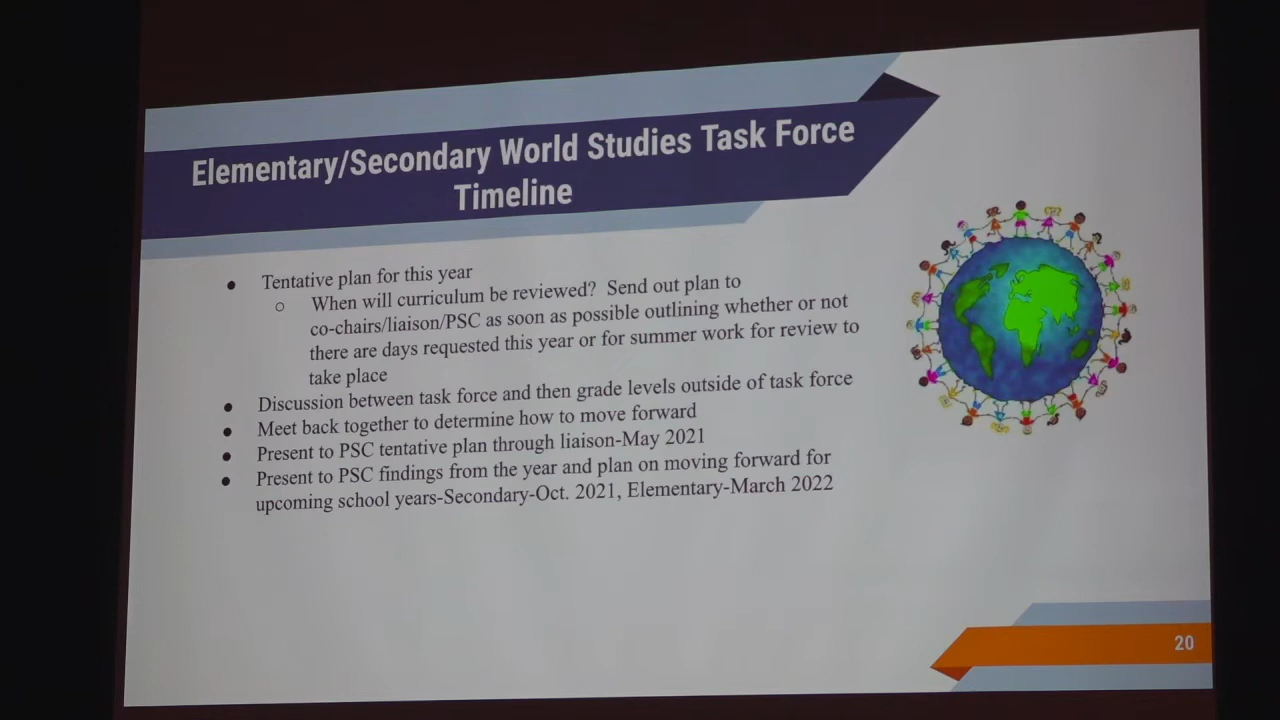 Elementary/Secondary World Studies Task Force
Timeline
● Tentative plan for this year
○ When will curriculum be reviewed? Send out plan to
co-chairs/liaison/PSC as soon as possible outlining whether or not
there are days requested this year or for summer work for review to
take place
● Discussion between task force and then grade levels outside of task force
● Meet back together to determine how to move forward
● Present to PSC tentative plan through liaison-May 2021
● Present to PSC findings from the year and plan on moving forward for
upcoming school years-Secondary-Oct. 2021, Elementary-March 2022
20